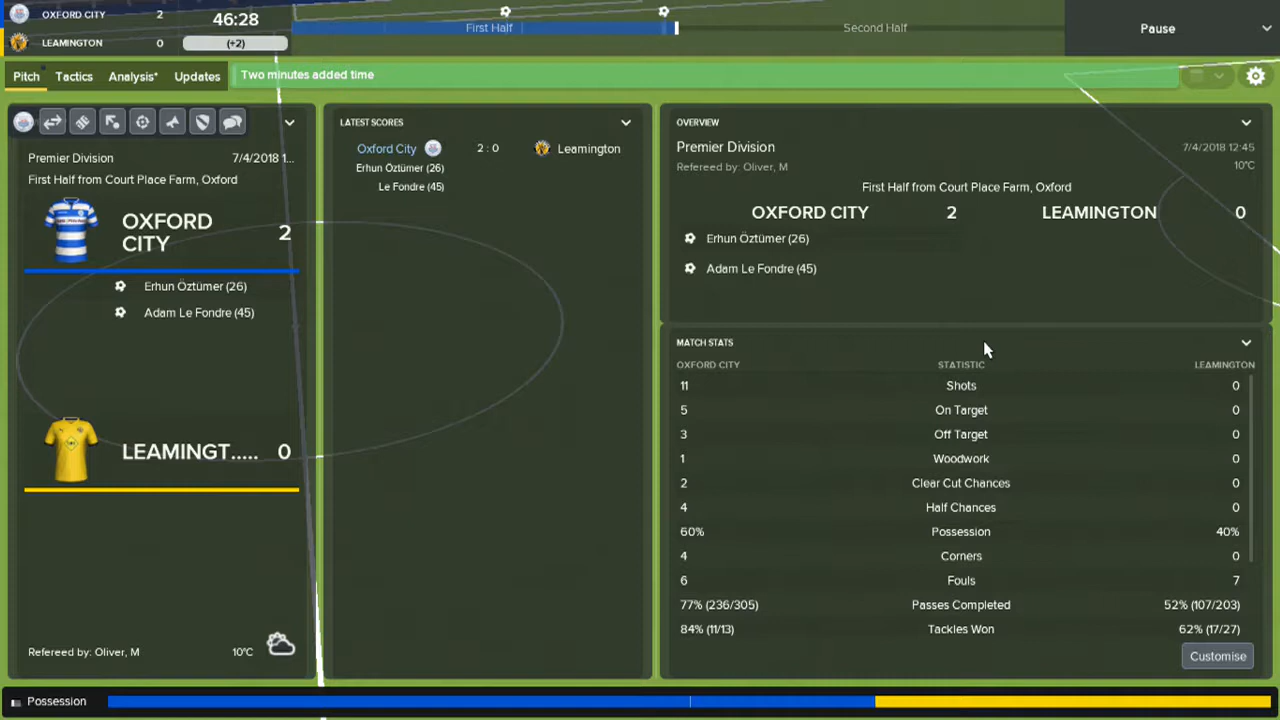 OXFORD CITY 2
46:28
LEAMINGTON 0
(+2)
First Half
Second Half
Pause
Pitch Tactics Analysis* Updates
Two minutes added time
Premier Division 7/4/2018 1...
First Half from Court Place Farm, Oxford
OXFORD
CITY 2
Erhun Öztümer (26)
Adam Le Fondre (45)
LEAMINGT..... 0
Refereed by: Oliver, M 10°C
LATEST SCORES
Oxford City 2 : 0 Leamington
Erhun Öztümer (26)
Le Fondre (45)
OVERVIEW
Premier Division 7/4/2018 12:45
Refereed by: Oliver, M 10°C
First Half from Court Place Farm, Oxford
OXFORD CITY 2 LEAMINGTON 0
Erhun Öztümer (26)
Adam Le Fondre (45)
MATCH STATS
OXFORD CITY STATISTIC LEAMINGTON
11 Shots 0
5 On Target 0
3 Off Target 0
1 Woodwork 0
2 Clear Cut Chances 0
4 Half Chances 0
60% Possession 40%
4 Corners 0
6 Fouls 7
77% (236/305) Passes Completed 52% (107/203)
84% (11/13) Tackles Won 62% (17/27)
Customise
Possession